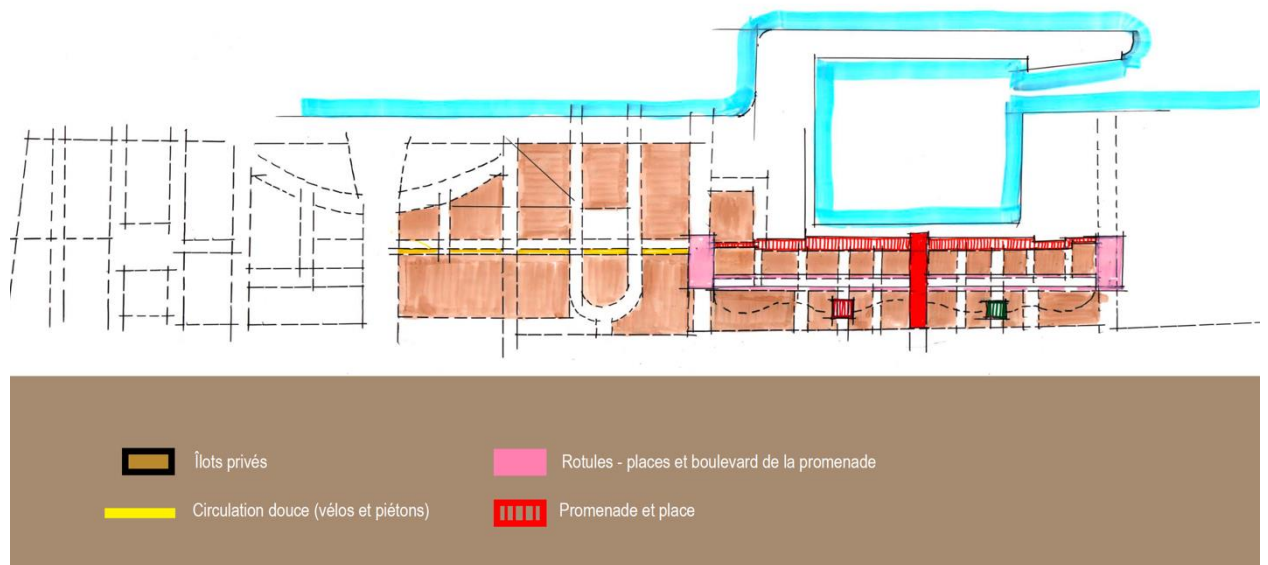 Îlots privés
Rotules - places et boulevard de la promenade
Circulation douce (vélos et piétons)
Promenade et place